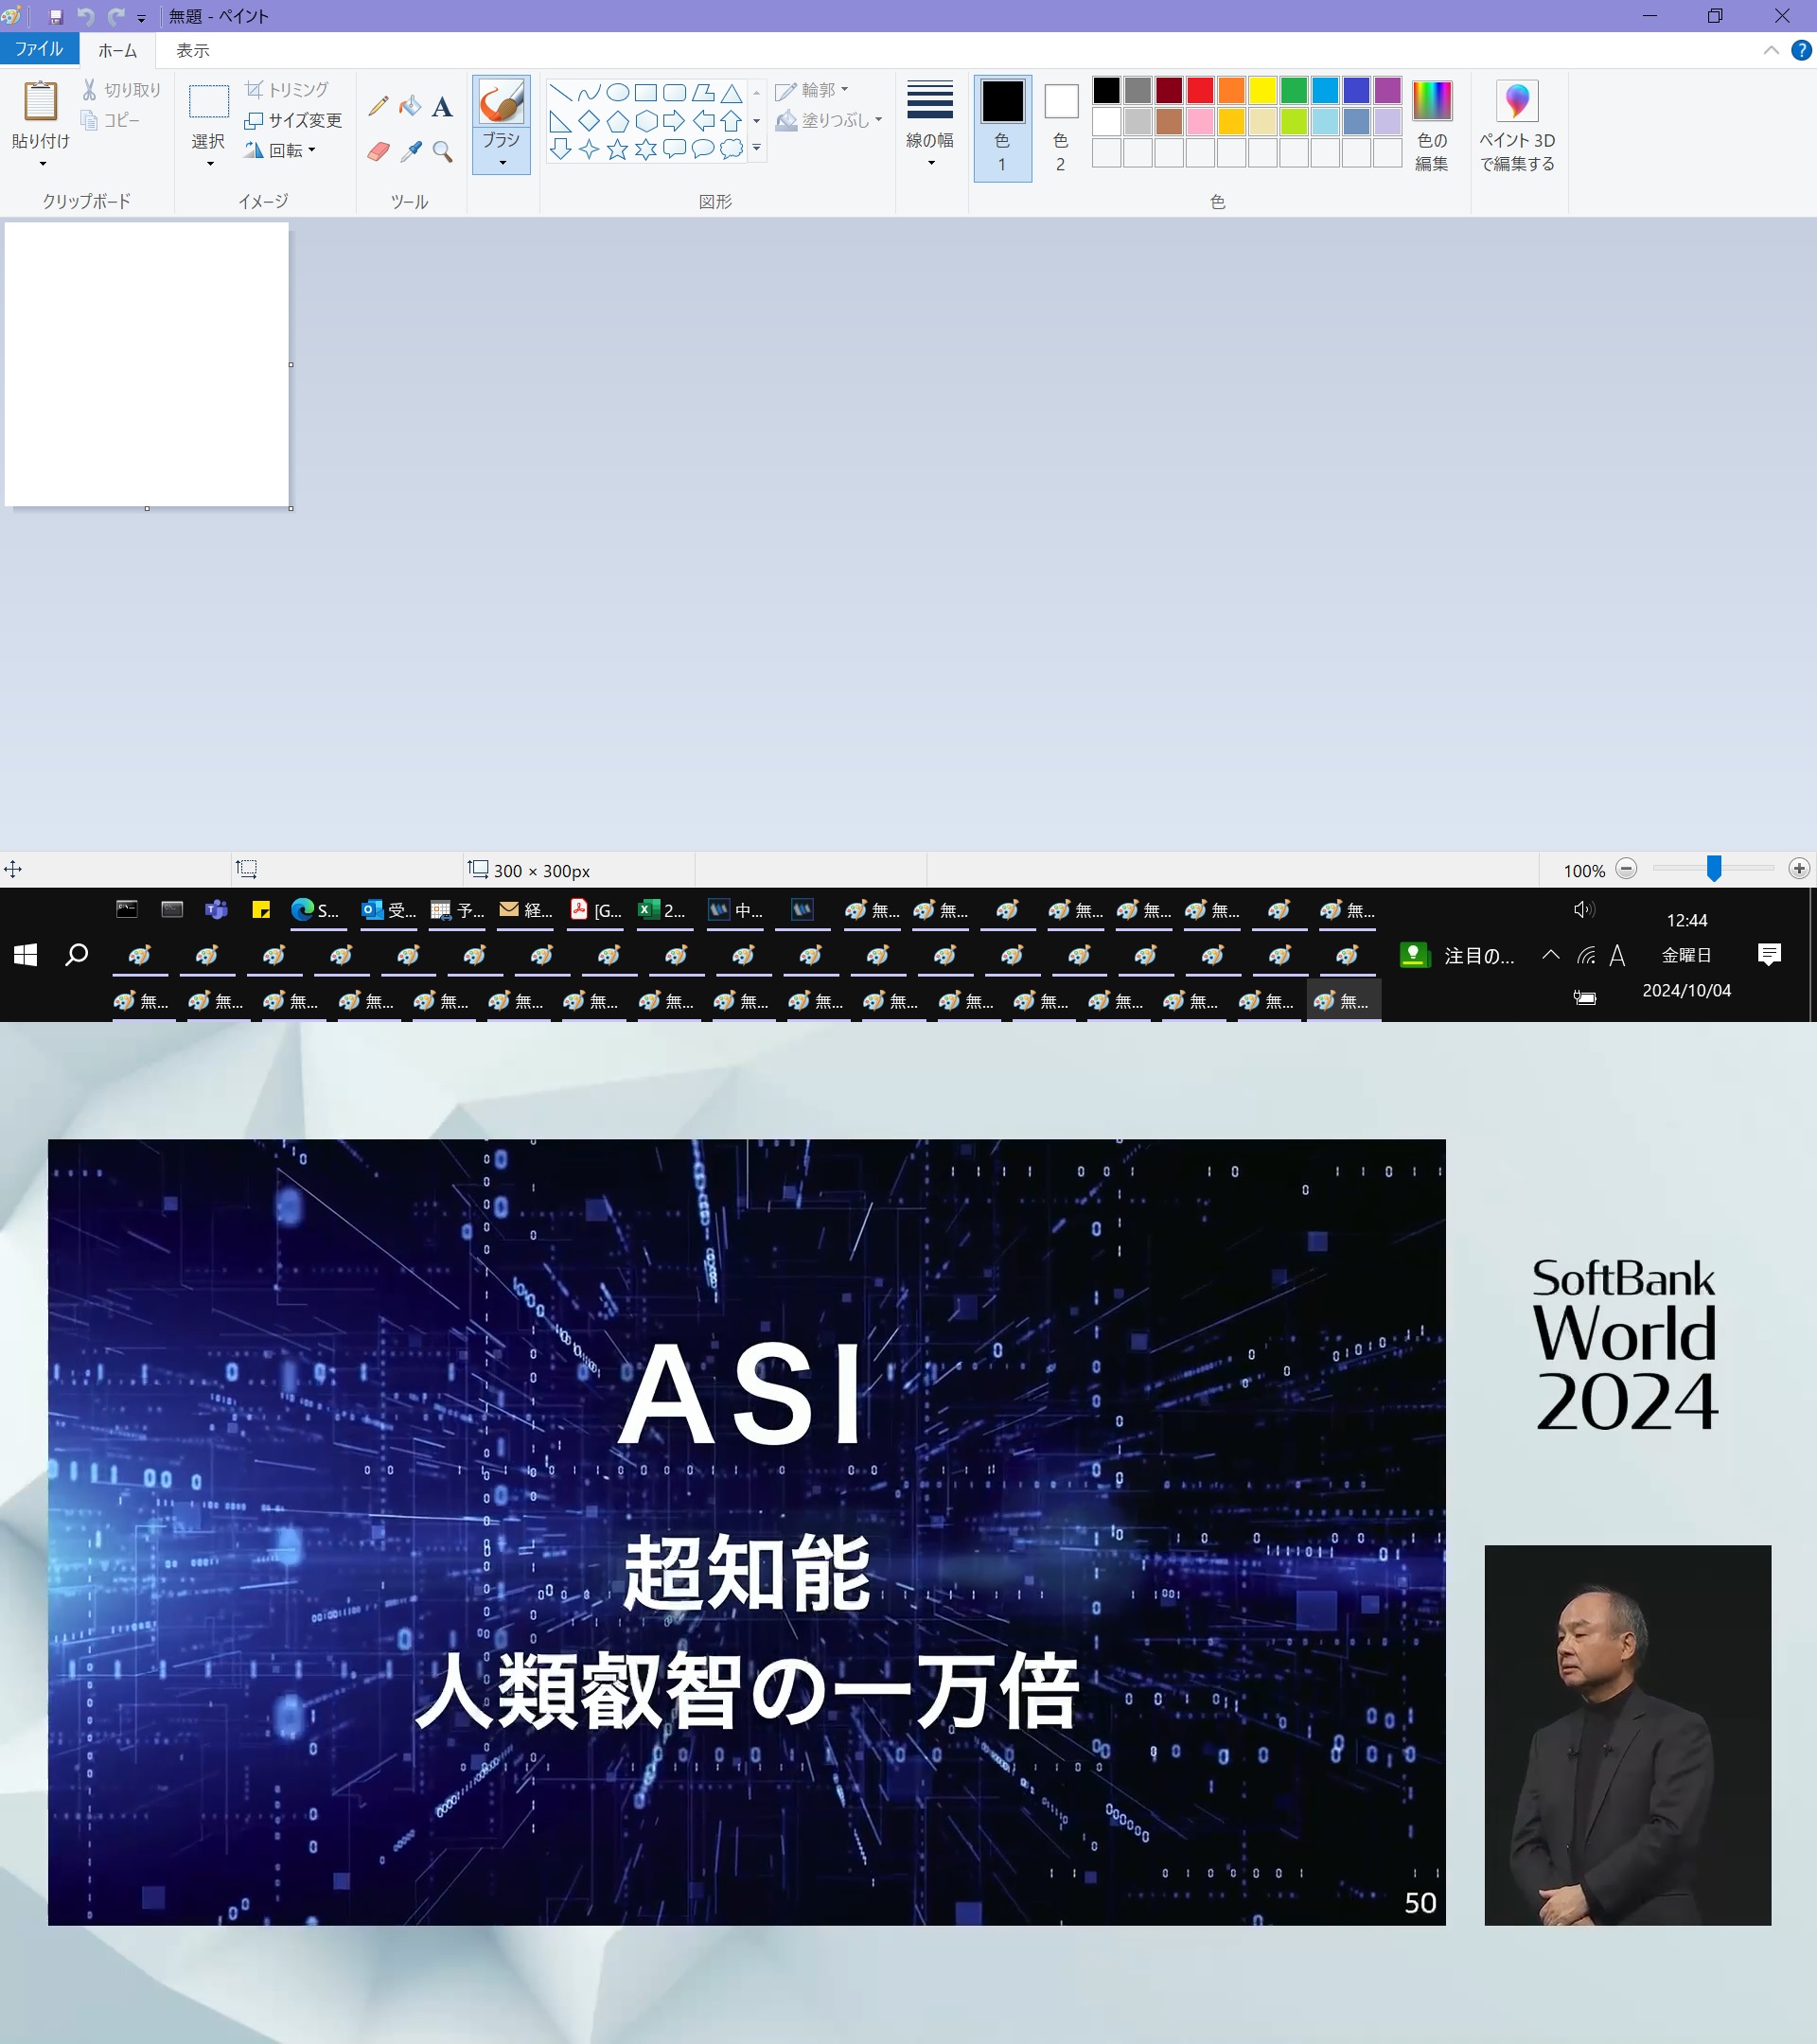 無題 - ペイント
ファイル ホーム 表示
貼り付け
切り取り
コピー
クリップボード
選択
トリミング
サイズ変更
回転
イメージ
A
ツール
ブラシ
輪郭
塗りつぶし
図形
線の幅
色
1
色
2
色の
編集
色
ペイント 3D
で編集する
300 × 300px
100%
S... 受... 予... 経... [G... 2... 中... 無... 無... 無... 無... 無... 無...
注目の... A
無... 無... 無... 無... 無... 無... 無... 無... 無... 無... 無... 無... 無... 無... 無... 無... 無...
12:44
金曜日
2024/10/04
ASI
超知能
人類叡智の一万倍
50
SoftBank
World
2024